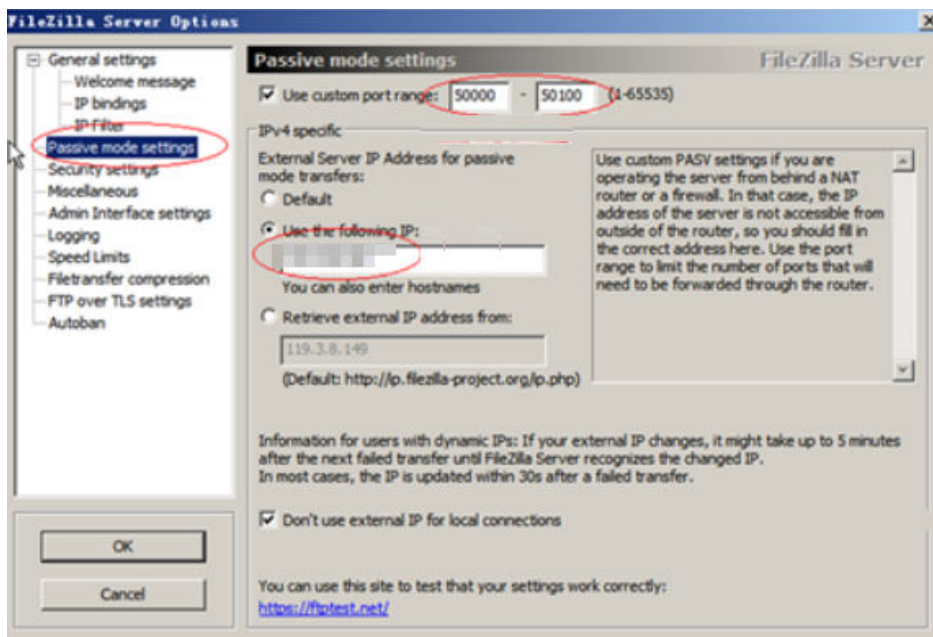 FileZilla Server Options
General settings
Welcome message
IP bindings
IP Filter
Passive mode settings
Security settings
Miscellaneous
Admin Interface settings
Logging
Speed Limits
Filetransfer compression
FTP over TLS settings
Autoban
OK
Cancel
Passive mode settings
FileZilla Server
Use custom port range: 50000 - 50100 (1-65535)
IPv4 specific
External Server IP Address for passive
mode transfers:
Default
Use the following IP:
You can also enter hostnames
Retrieve external IP address from:
119.3.8.149
(Default: http://ip.filezilla-project.org/ip.php)
Use custom PASV settings if you are
operating the server from behind a NAT
router or a firewall. In that case, the IP
address of the server is not accessible from
outside of the router, so you should fill in
the correct address here. Use the port
range to limit the number of ports that will
need to be forwarded through the router.
Information for users with dynamic IPs: If your external IP changes, it might take up to 5 minutes
after the next failed transfer until FileZilla Server recognizes the changed IP.
In most cases, the IP is updated within 30s after a failed transfer.
Don't use external IP for local connections
You can use this site to test that your settings work correctly:
https://ftptest.net/